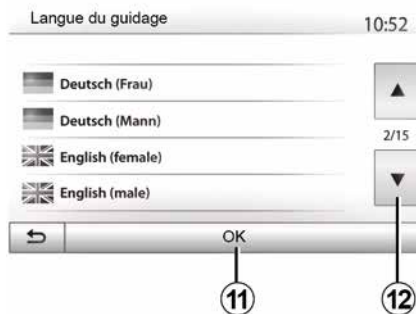 Langue du guidage
10:52
Deutsch (Frau)
Deutsch (Mann)
2/15
English (female)
English (male)
OK
11
12